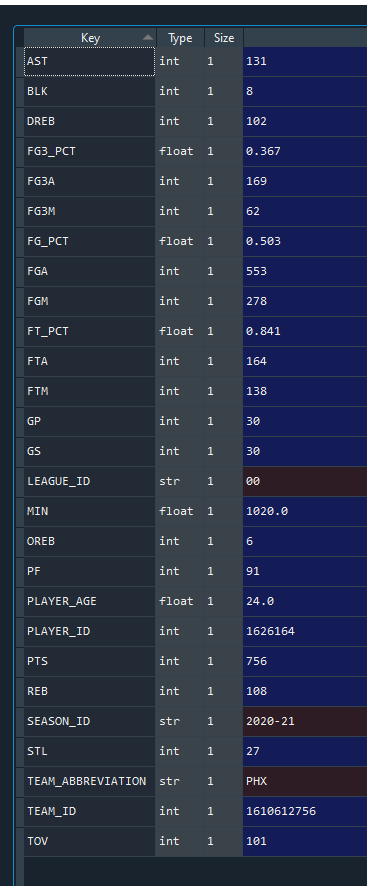 Key Type Size
AST int 1 131
BLK int 1 8
DREB int 1 102
FG3_PCT float 1 0.367
FG3A int 1 169
FG3M int 1 62
FG_PCT float 1 0.503
FGA int 1 553
FGM int 1 278
FT_PCT float 1 0.841
FTA int 1 164
FTM int 1 138
GP int 1 30
GS int 1 30
LEAGUE_ID str 1 00
MIN float 1 1020.0
OREB int 1 6
PF int 1 91
PLAYER_AGE float 1 24.0
PLAYER_ID int 1 1626164
PTS int 1 756
REB int 1 108
SEASON_ID str 1 2020-21
STL int 1 27
TEAM_ABBREVIATION str 1 PHX
TEAM_ID int 1 1610612756
TOV int 1 101